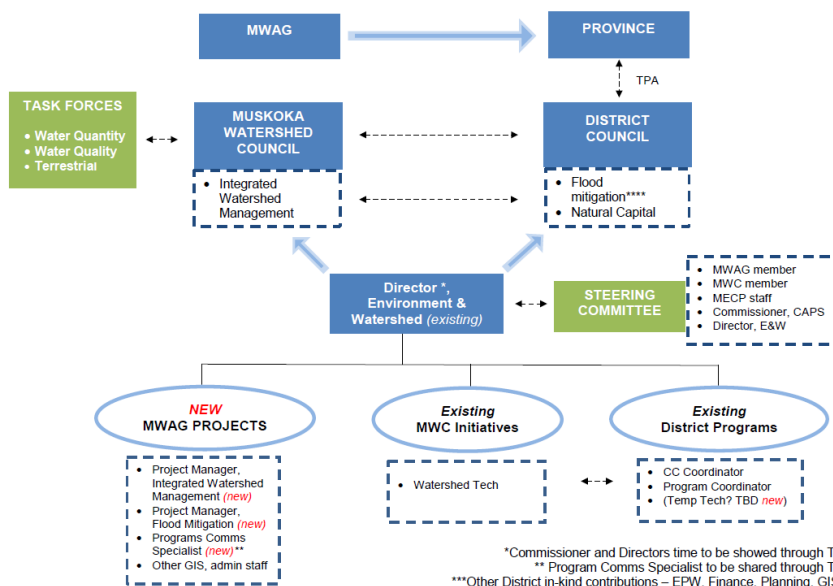 MWAG
PROVINCE
TPA
TASK FORCES
• Water Quantity
• Water Quality
• Terrestrial
MUSKOKA
WATERSHED
COUNCIL
• Integrated
Watershed
Management
DISTRICT
COUNCIL
• Flood
mitigation****
• Natural Capital
Director *,
Environment &
Watershed (existing)
STEERING
COMMITTEE
• MWAG member
• MWC member
• MECP staff
• Commissioner, CAPS
• Director, E&W
NEW
MWAG PROJECTS
• Project Manager,
Integrated Watershed
Management (new)
• Project Manager,
Flood Mitigation (new)
• Programs Comms
Specialist (new)**
• Other GIS, admin staff
Existing
MWC Initiatives
• Watershed Tech
Existing
District Programs
• CC Coordinator
• Program Coordinator
• (Temp Tech? TBD new)
*Commissioner and Directors time to be showed through T
** Program Comms Specialist to be shared through T
***Other District in-kind contributions – EPW, Finance, Planning, GIS